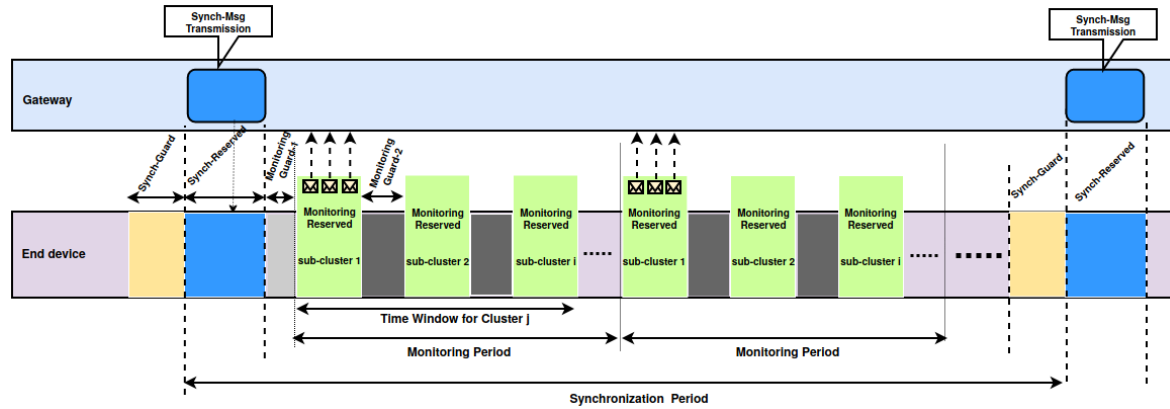 Synch-Msg
Transmission
Synch-Msg
Transmission
Gateway
Synch-Guard
Synch-Reserved
Monitoring
Guard-1
Monitoring
Guard-2
Synch-Guard
Synch-Reserved
End device
Monitoring
Reserved
sub-cluster 1
Monitoring
Reserved
sub-cluster 2
Monitoring
Reserved
sub-cluster i
Monitoring
Reserved
sub-cluster 1
Monitoring
Reserved
sub-cluster 2
Monitoring
Reserved
sub-cluster i
Time Window for Cluster j
Monitoring Period
Monitoring Period
Synchronization Period